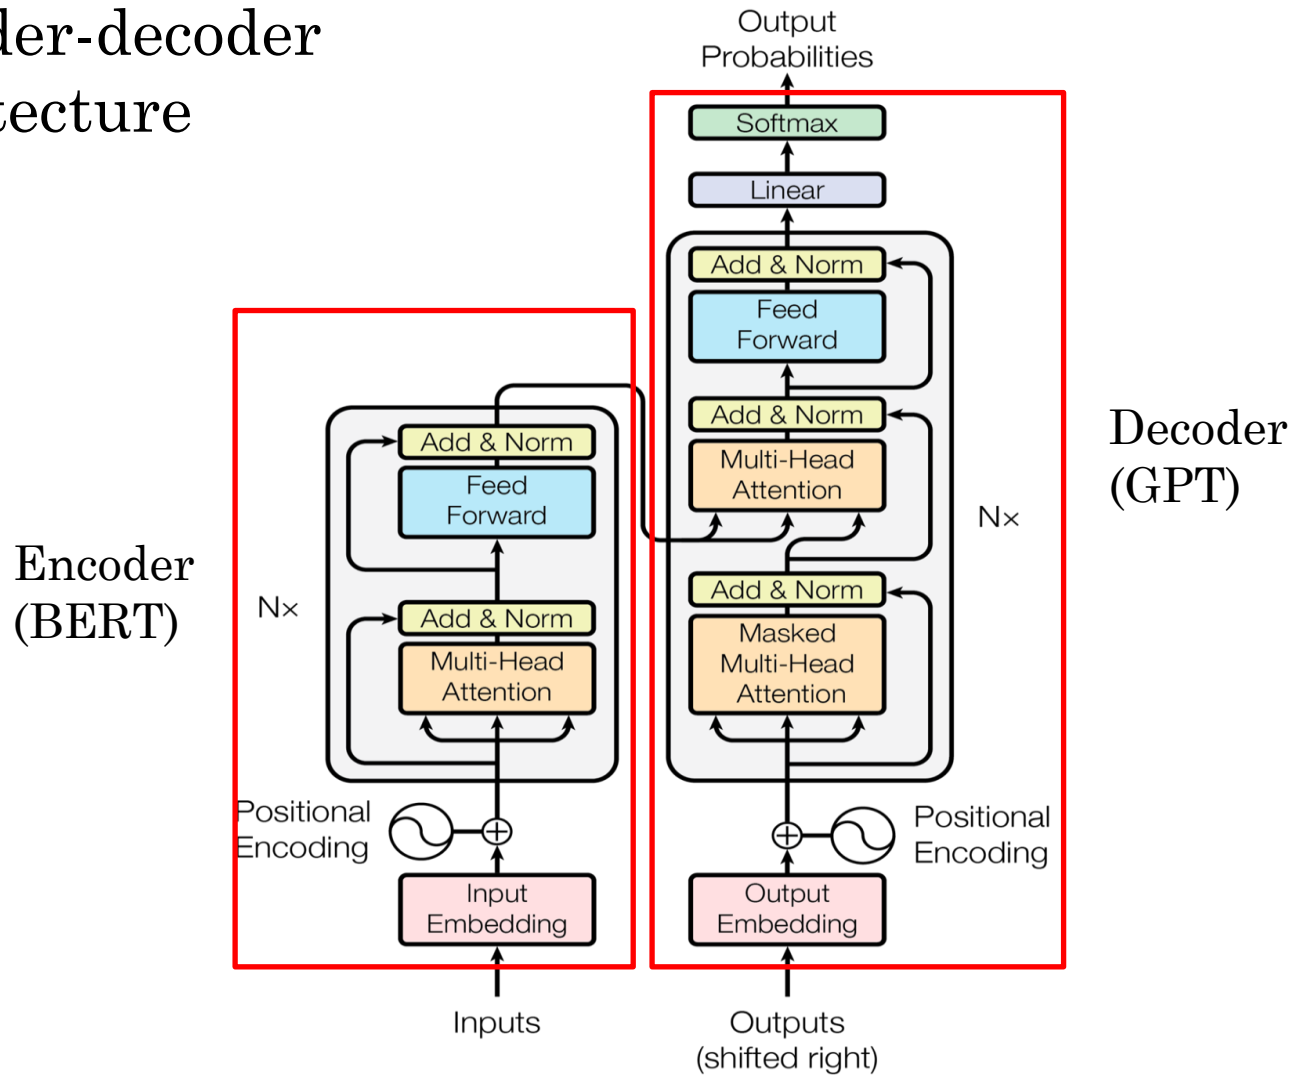 der-decoder
tecture
Output
Probabilities
Softmax
Linear
Add & Norm
Feed
Forward
Add & Norm
Multi-Head
Attention
Nx
Add & Norm
Masked
Multi-Head
Attention
Positional
Encoding
Output
Embedding
Outputs
(shifted right)
Decoder
(GPT)
Encoder
(BERT)
Nx
Add & Norm
Feed
Forward
Add & Norm
Multi-Head
Attention
Positional
Encoding
Input
Embedding
Inputs